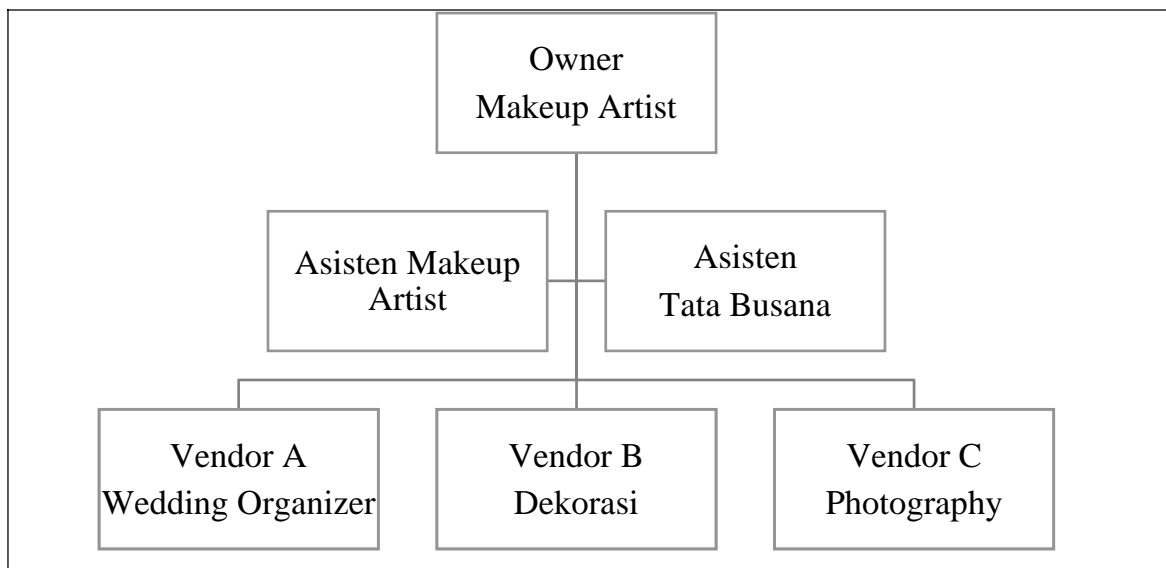 Owner
Makeup Artist
Asisten Makeup
Artist
Asisten
Tata Busana
Vendor A
Wedding Organizer
Vendor B
Dekorasi
Vendor C
Photography